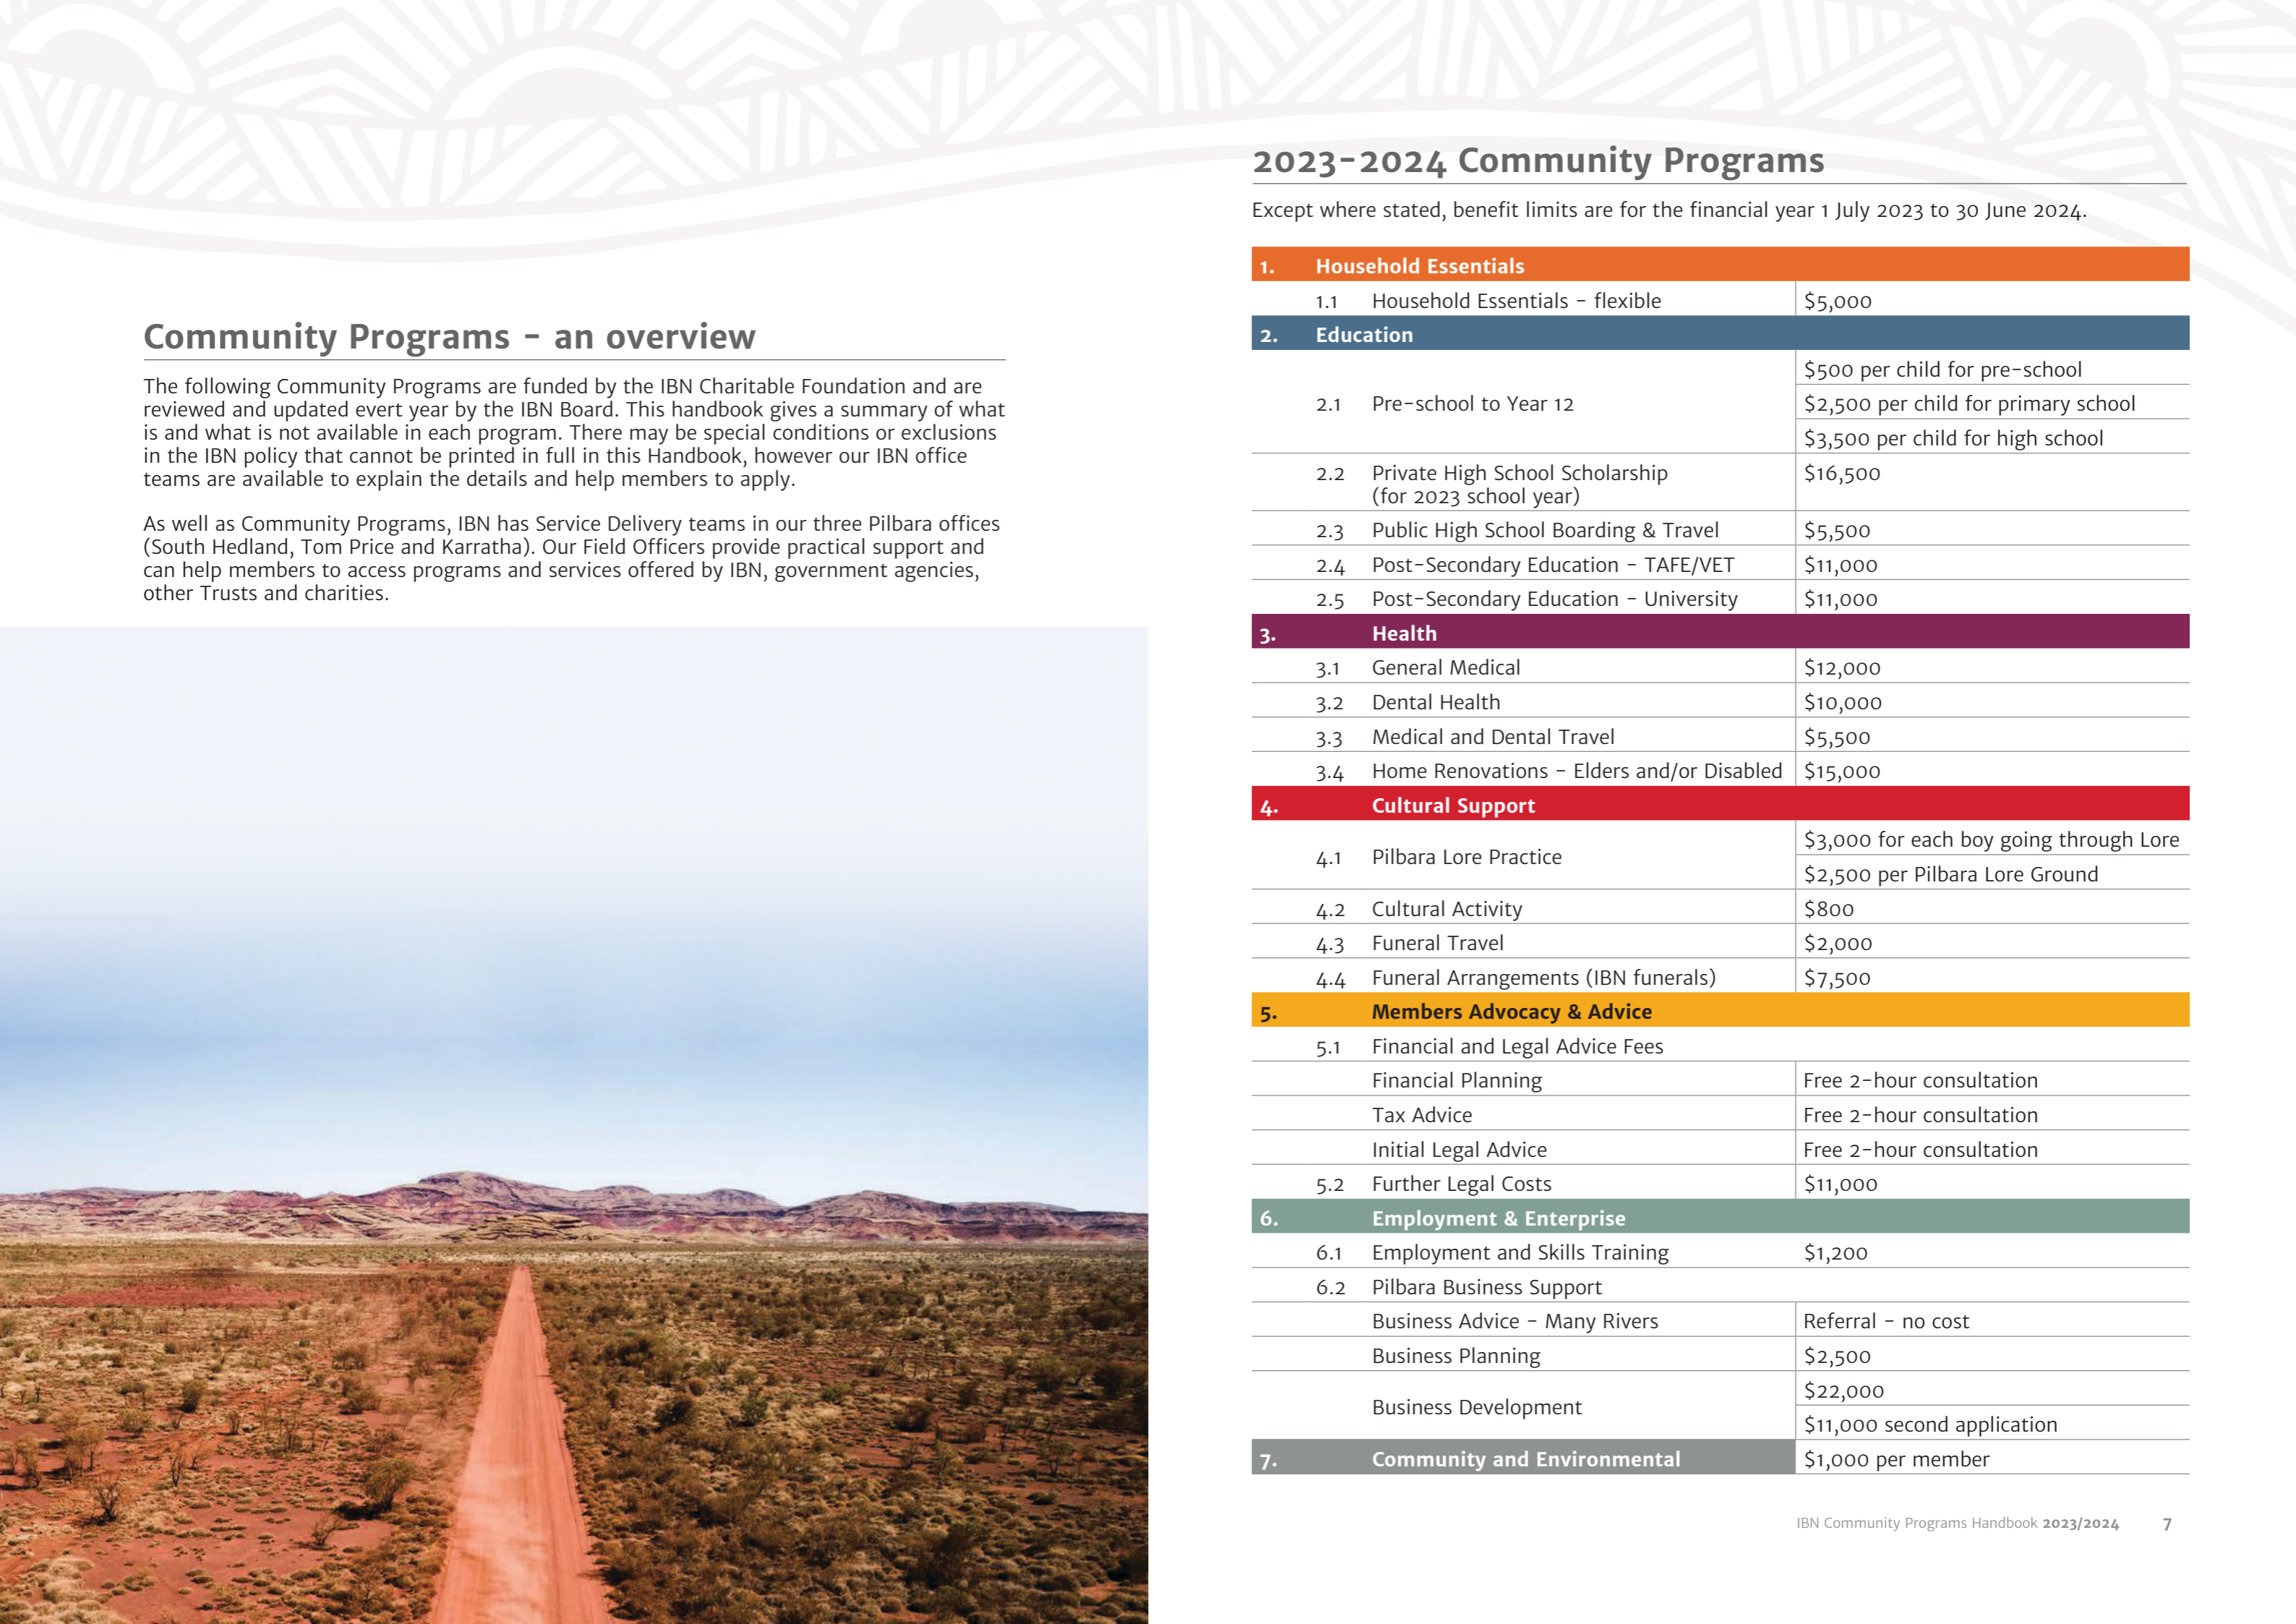 Community Programs - an overview
The following Community Programs are funded by the IBN Charitable Foundation and are
reviewed and updated evert year by the IBN Board. This handbook gives a summary of what
is and what is not available in each program. There may be special conditions or exclusions
in the IBN policy that cannot be printed in full in this Handbook, however our IBN office
teams are available to explain the details and help members to apply.
As well as Community Programs, IBN has Service Delivery teams in our three Pilbara offices
(South Hedland, Tom Price and Karratha). Our Field Officers provide practical support and
can help members to access programs and services offered by IBN, government agencies,
other Trusts and charities.
2023-2024 Community Programs
Except where stated, benefit limits are for the financial year 1 July 2023 to 30 June 2024.
1. Household Essentials
1.1 Household Essentials - flexible $5,000
2. Education
2.1 Pre-school to Year 12
$500 per child for pre-school
$2,500 per child for primary school
$3,500 per child for high school
2.2 Private High School Scholarship $16,500
(for 2023 school year)
2.3 Public High School Boarding & Travel $5,500
2.4 Post-Secondary Education - TAFE/VET $11,000
2.5 Post-Secondary Education - University $11,000
3. Health
3.1 General Medical $12,000
3.2 Dental Health $10,000
3.3 Medical and Dental Travel $5,500
3.4 Home Renovations - Elders and/or Disabled $15,000
4. Cultural Support
4.1 Pilbara Lore Practice
$3,000 for each boy going through Lore
$2,500 per Pilbara Lore Ground
4.2 Cultural Activity $800
4.3 Funeral Travel $2,000
4.4 Funeral Arrangements (IBN funerals) $7,500
5. Members Advocacy & Advice
5.1 Financial and Legal Advice Fees
Financial Planning Free 2-hour consultation
Tax Advice Free 2-hour consultation
Initial Legal Advice Free 2-hour consultation
5.2 Further Legal Costs $11,000
6. Employment & Enterprise
6.1 Employment and Skills Training $1,200
6.2 Pilbara Business Support
Business Advice - Many Rivers Referral - no cost
Business Planning $2,500
Business Development
$22,000
$11,000 second application
7. Community and Environmental $1,000 per member
IBN Community Programs Handbook 2023/2024 7